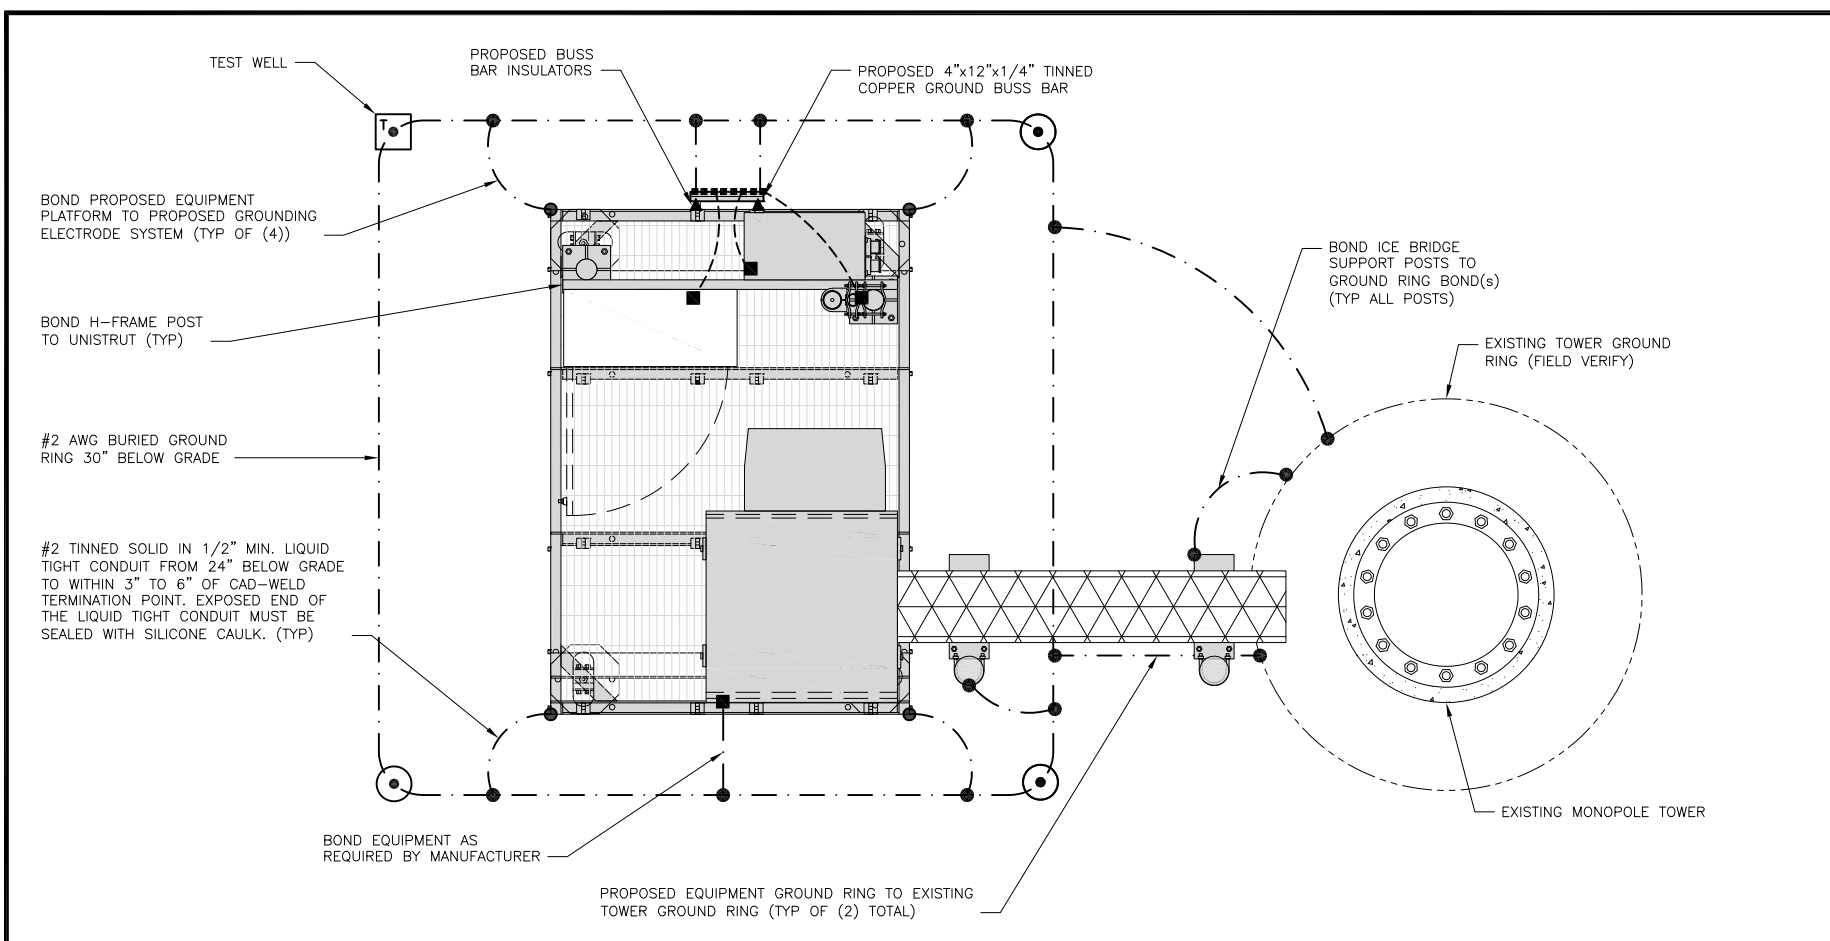 TEST WELL
PROPOSED BUSS
BAR INSULATORS
PROPOSED 4"x12"x1/4" TINNED
COPPER GROUND BUSS BAR
T
BOND PROPOSED EQUIPMENT
PLATFORM TO PROPOSED GROUNDING
ELECTRODE SYSTEM (TYP OF (4))
BOND ICE BRIDGE
SUPPORT POSTS TO
GROUND RING BOND(s)
(TYP ALL POSTS)
BOND H-FRAME POST
TO UNISTRUT (TYP)
EXISTING TOWER GROUND
RING (FIELD VERIFY)
#2 AWG BURIED GROUND
RING 30" BELOW GRADE
#2 TINNED SOLID IN 1/2" MIN. LIQUID
TIGHT CONDUIT FROM 24" BELOW GRADE
TO WITHIN 3" TO 6" OF CAD-WELD
TERMINATION POINT. EXPOSED END OF
THE LIQUID TIGHT CONDUIT MUST BE
SEALED WITH SILICONE CAULK. (TYP)
EXISTING MONOPOLE TOWER
BOND EQUIPMENT AS
REQUIRED BY MANUFACTURER
PROPOSED EQUIPMENT GROUND RING TO EXISTING
TOWER GROUND RING (TYP OF (2) TOTAL)